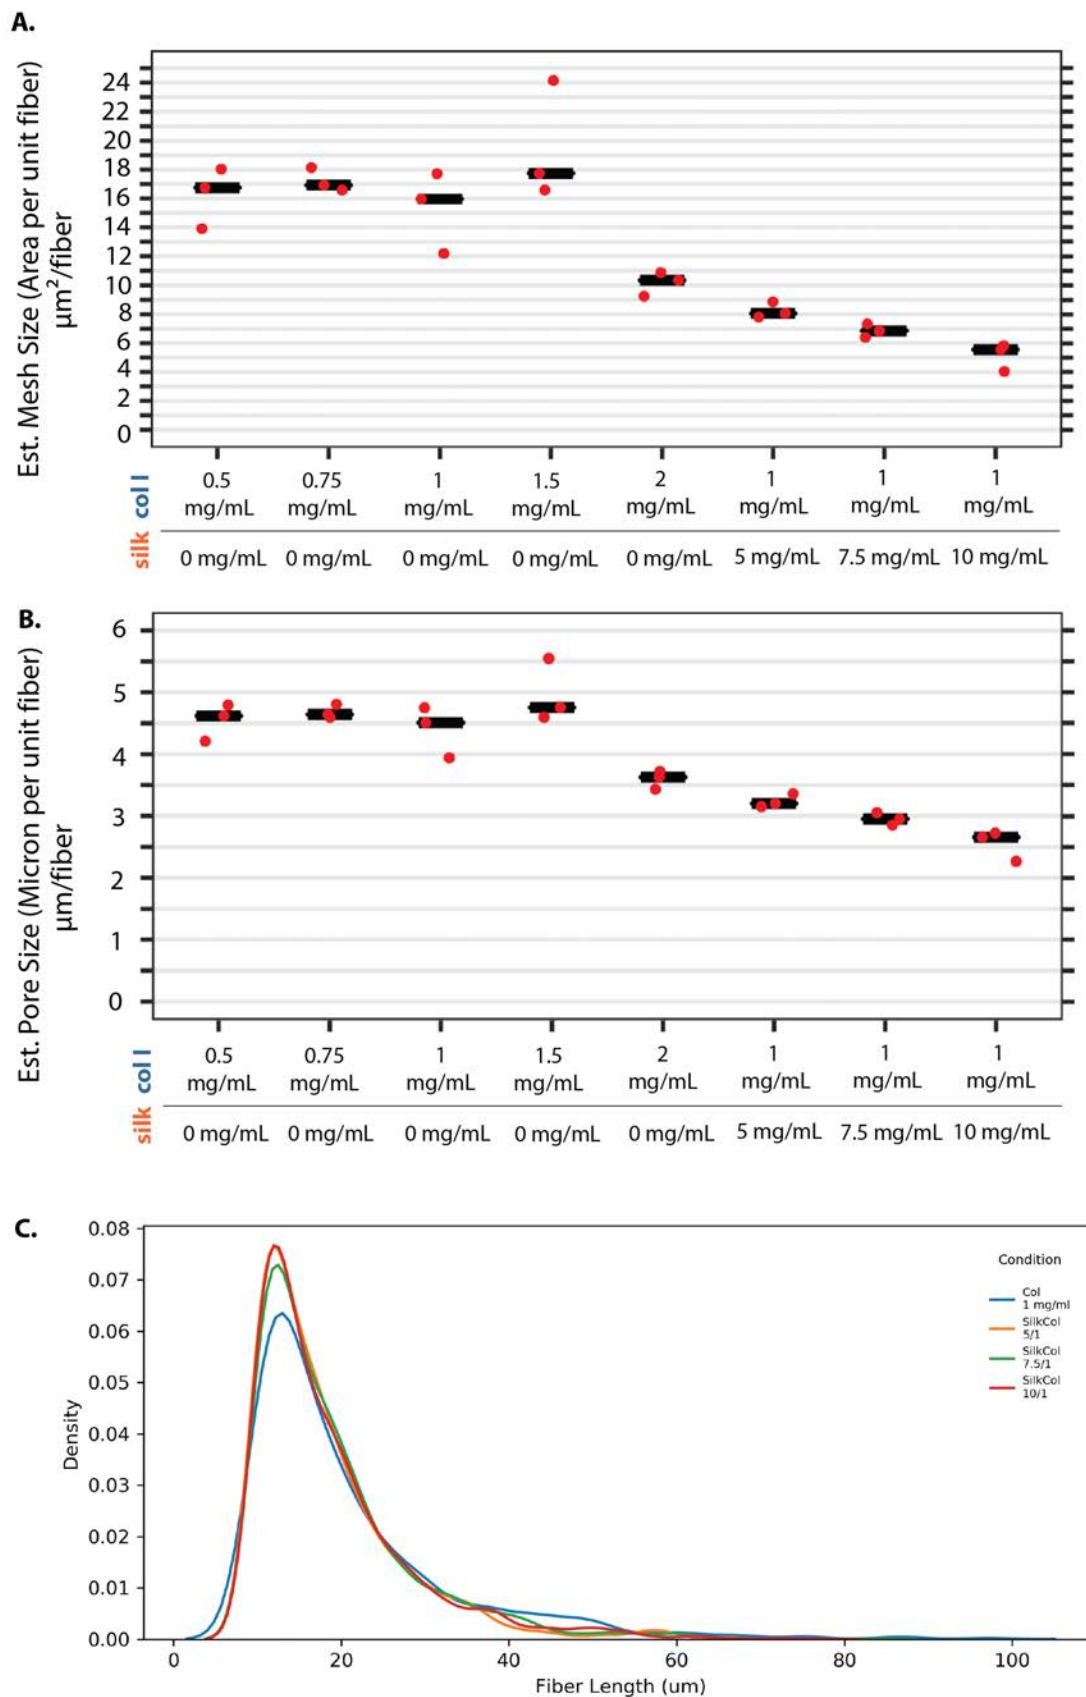 A.
Est. Mesh Size (Area per unit fiber)
μm²/fiber
24
22
20
18
16
14
12
10
8
6
4
2
0
col I
0.5 0.75 1 1.5 2 1 1 1
mg/mL mg/mL mg/mL mg/mL mg/mL mg/mL mg/mL mg/mL
silk
0 mg/mL 0 mg/mL 0 mg/mL 0 mg/mL 0 mg/mL 5 mg/mL 7.5 mg/mL 10 mg/mL
B.
Est. Pore Size (Micron per unit fiber)
μm/fiber
6
5
4
3
2
1
0
col I
0.5 0.75 1 1.5 2 1 1 1
mg/mL mg/mL mg/mL mg/mL mg/mL mg/mL mg/mL mg/mL
silk
0 mg/mL 0 mg/mL 0 mg/mL 0 mg/mL 0 mg/mL 5 mg/mL 7.5 mg/mL 10 mg/mL
C.
Density
0.08
0.07
0.06
0.05
0.04
0.03
0.02
0.01
0.00
Condition
Col
1 mg/ml
SilkCol
5/1
SilkCol
7.5/1
SilkCol
10/1
0 20 40 60 80 100
Fiber Length (um)